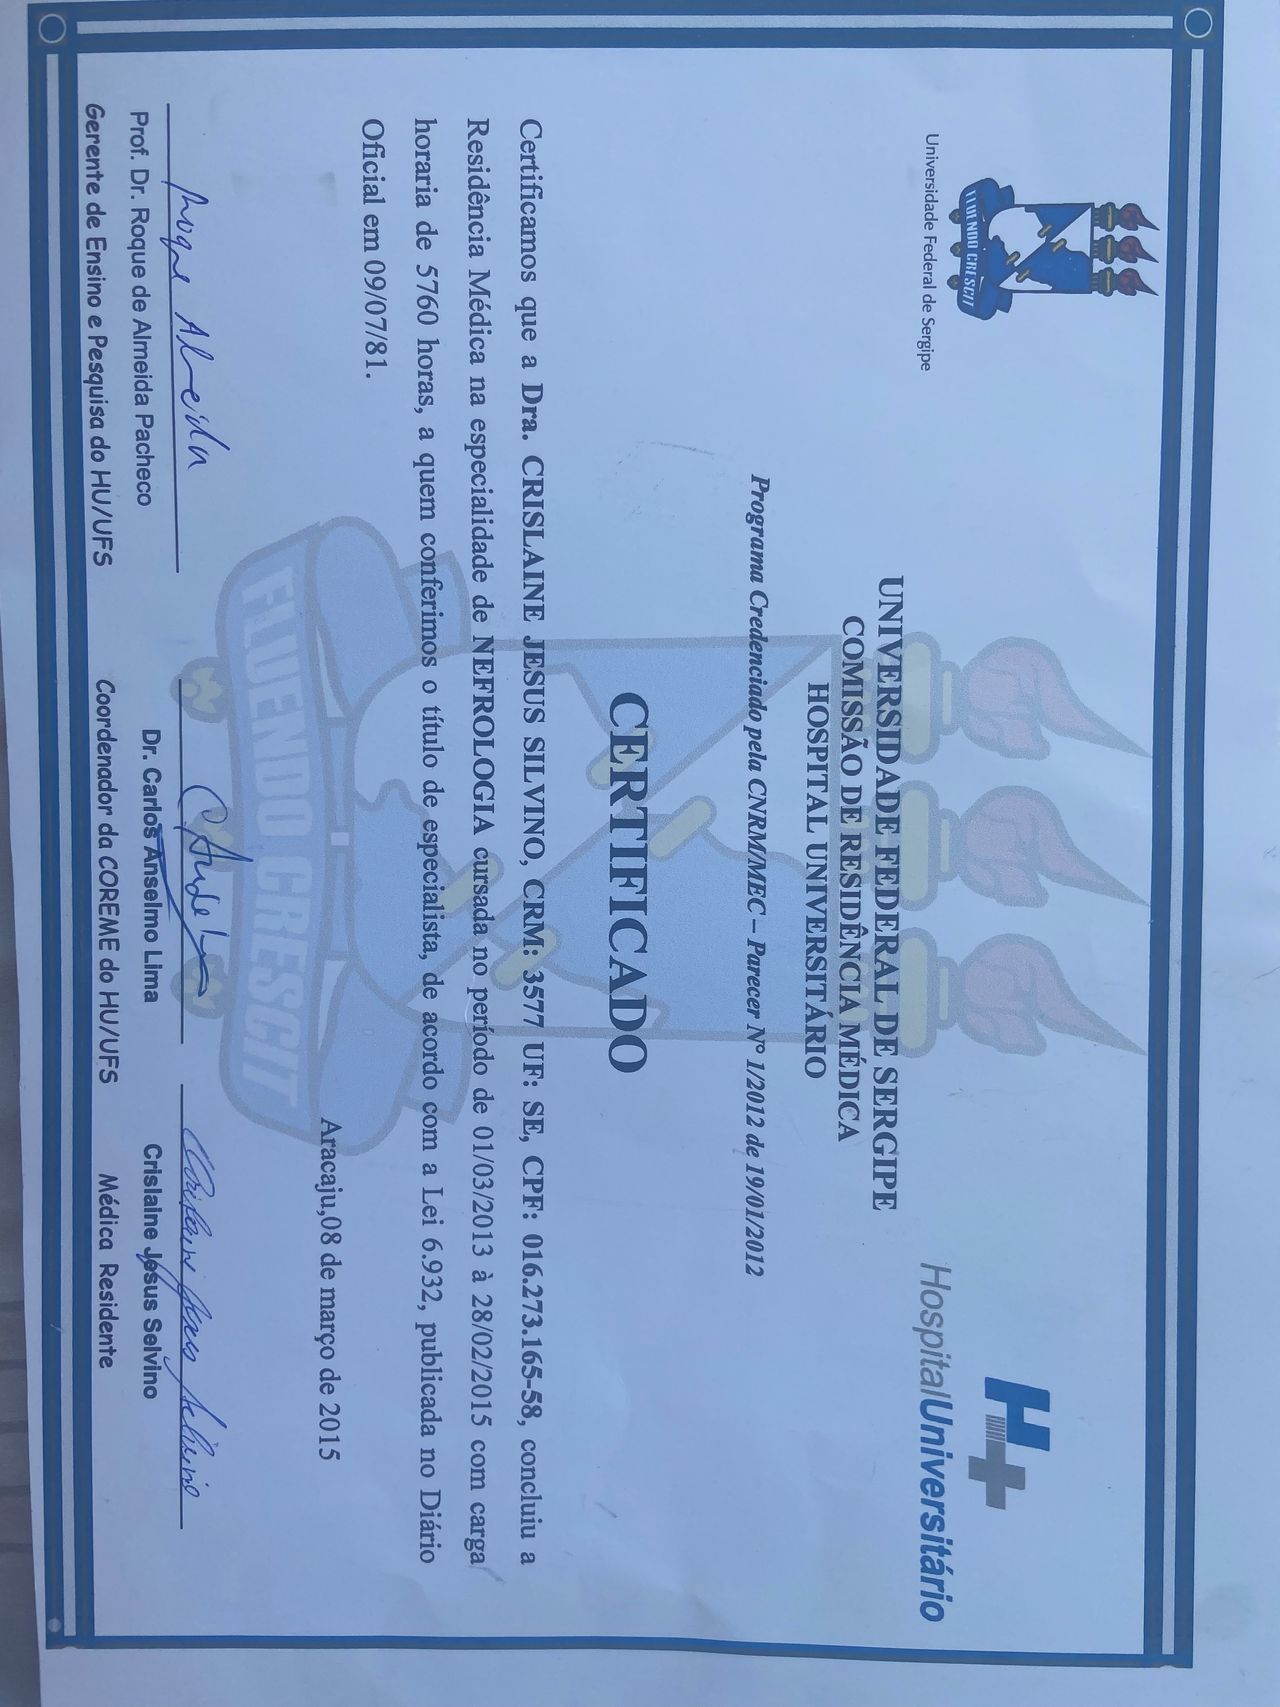 FLUENDO CRESCIT
Universidade Federal de Sergipe
H+
HospitalUniversitário
UNIVERSIDADE FEDERAL DE SERGIPE
COMISSÃO DE RESIDÊNCIA MÉDICA
HOSPITAL UNIVERSITÁRIO
Programa Credenciado pela CNRM/MEC – Parecer Nº 1/2012 de 19/01/2012
CERTIFICADO
Certificamos que a Dra. CRISLAINE JESUS SILVINO, CRM: 3577 UF: SE, CPF: 016.273.165-58, concluiu a
Residência Médica na especialidade de NEFROLOGIA cursada no período de 01/03/2013 à 28/02/2015 com carga
horaria de 5760 horas, a quem conferimos o título de especialista, de acordo com a Lei 6.932, publicada no Diário
Oficial em 09/07/81.
Aracaju,08 de março de 2015
FLUENDO CRESCIT
Roque Almeida
Prof. Dr. Roque de Almeida Pacheco
Gerente de Ensino e Pesquisa do HU/UFS
Dr. Carlos Anselmo Lima
Coordenador da COREME do HU/UFS
Crislaine Jesus Selvino
Médica Residente